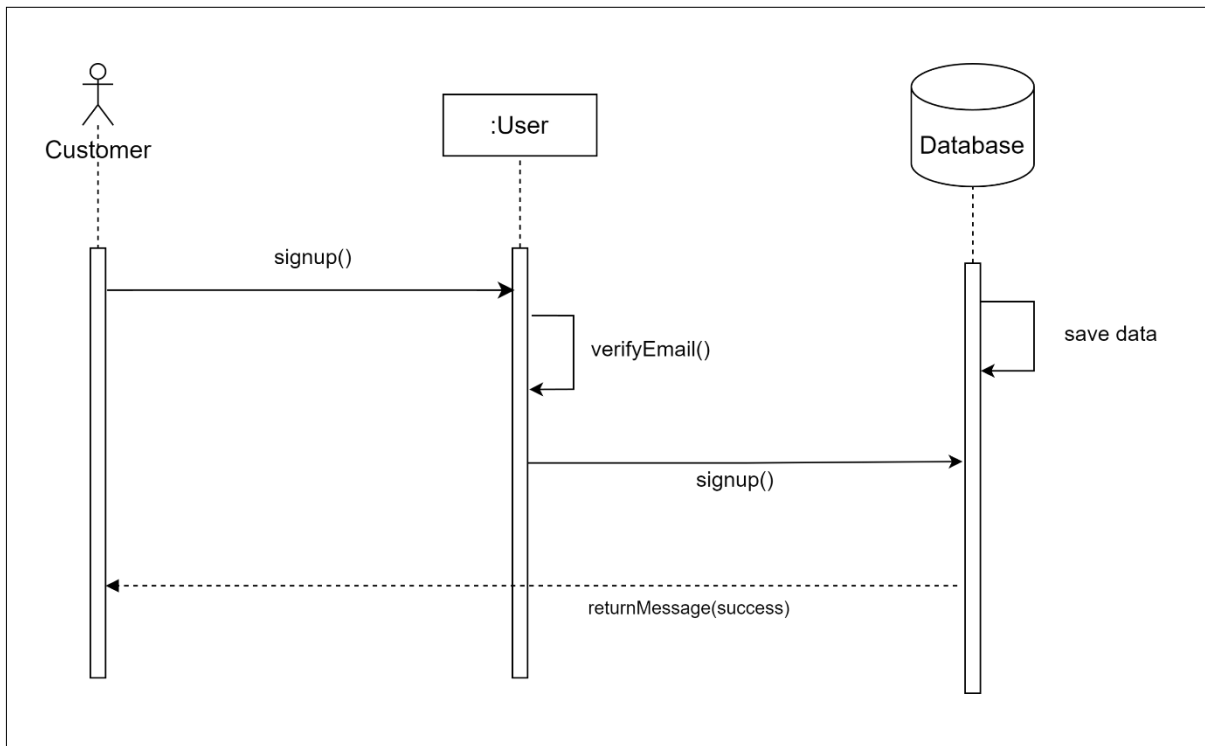 :User
Customer
Database
signup()
save data
verifyEmail()
signup()
returnMessage(success)